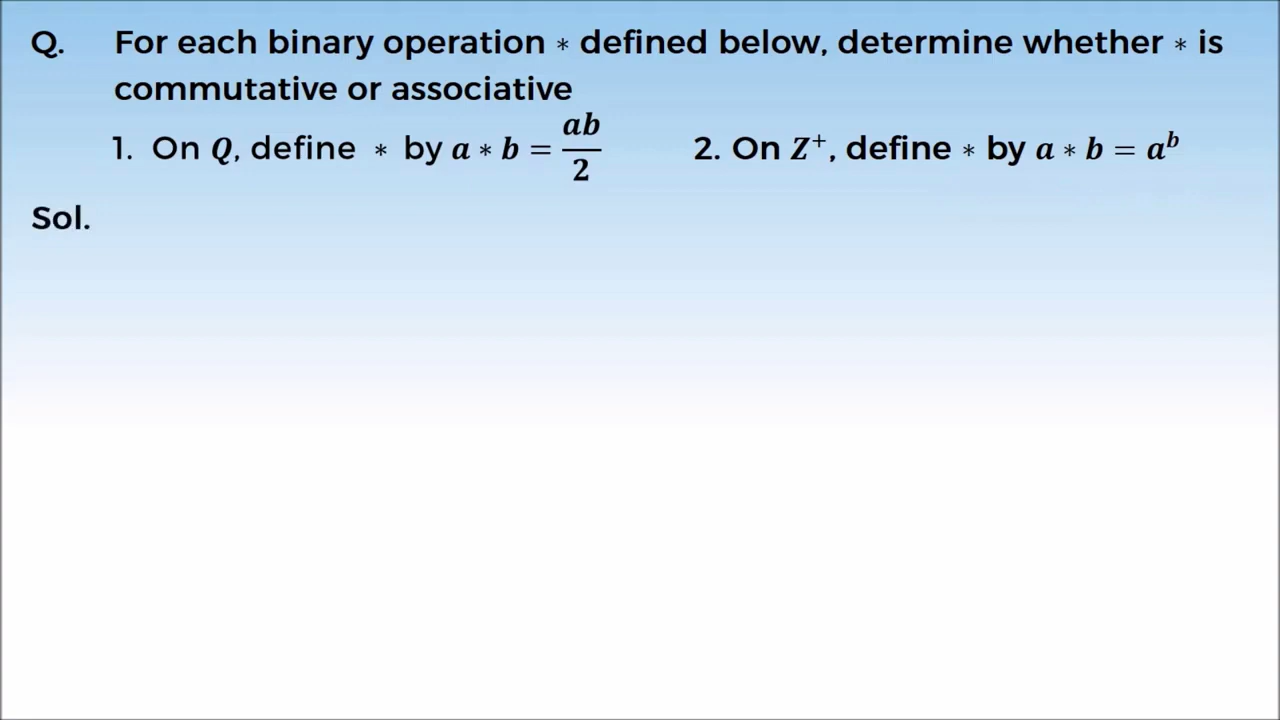 Q. For each binary operation ∗ defined below, determine whether ∗ is
commutative or associative
1. On Q, define ∗ by a ∗ b = ab/2 2. On Z⁺, define ∗ by a ∗ b = aᵇ
Sol.